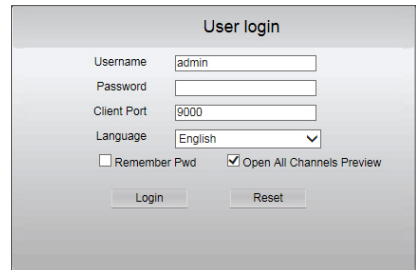 User login
Username admin
Password
Client Port 9000
Language English
Remember Pwd Open All Channels Preview
Login Reset